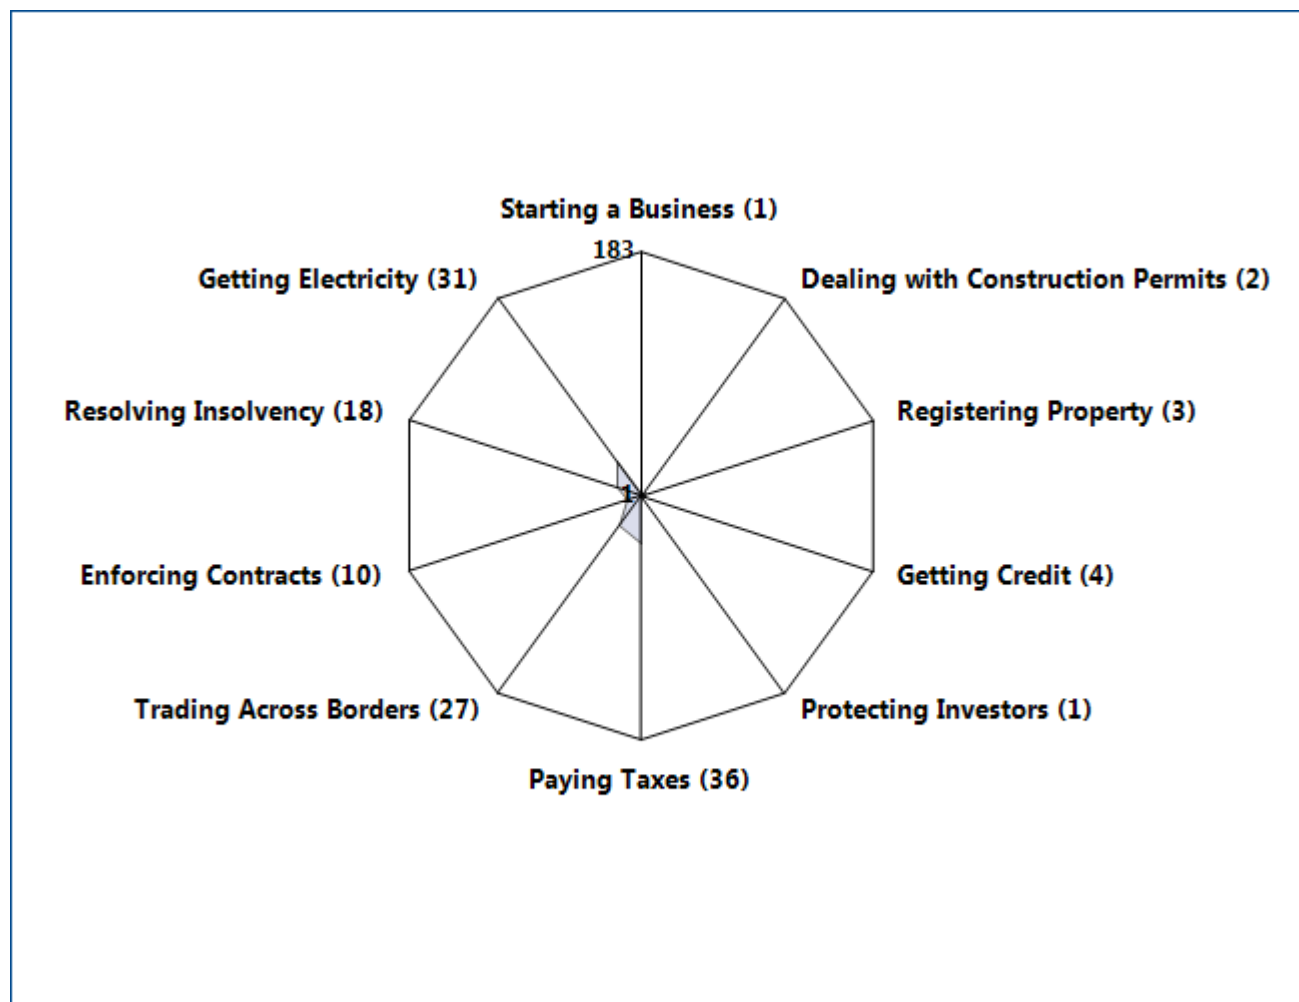 Starting a Business (1)
183
Getting Electricity (31)
Dealing with Construction Permits (2)
Resolving Insolvency (18)
Registering Property (3)
1
Enforcing Contracts (10)
Getting Credit (4)
Trading Across Borders (27)
Protecting Investors (1)
Paying Taxes (36)